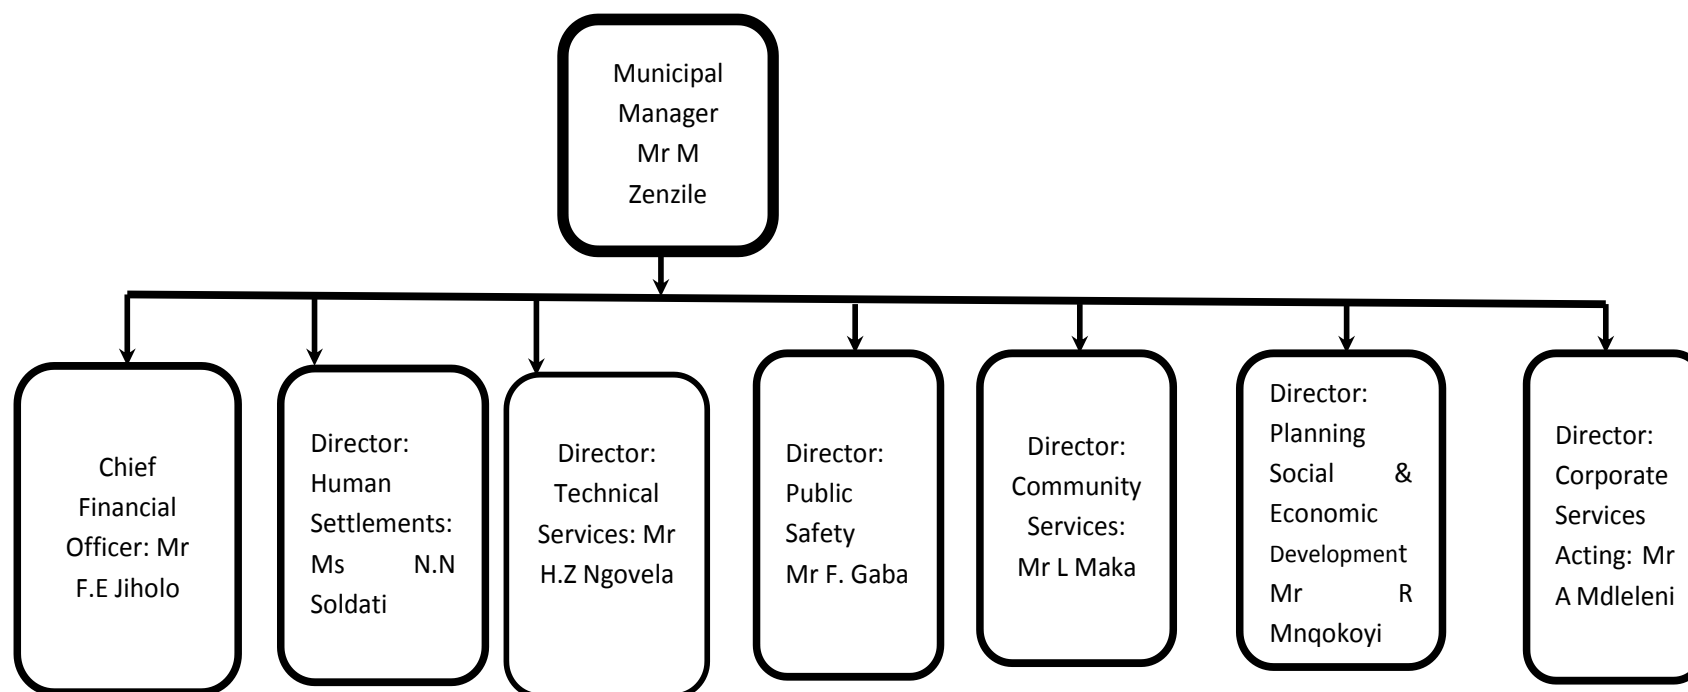 Municipal
Manager
Mr M
Zenzile
Chief
Financial
Officer: Mr
F.E Jiholo
Director:
Human
Settlements:
Ms N.N
Soldati
Director:
Technical
Services: Mr
H.Z Ngovela
Director:
Public
Safety
Mr F. Gaba
Director:
Community
Services:
Mr L Maka
Director:
Planning
Social &
Economic
Development
Mr R
Mnqokoyi
Director:
Corporate
Services
Acting: Mr
A Mdleleni